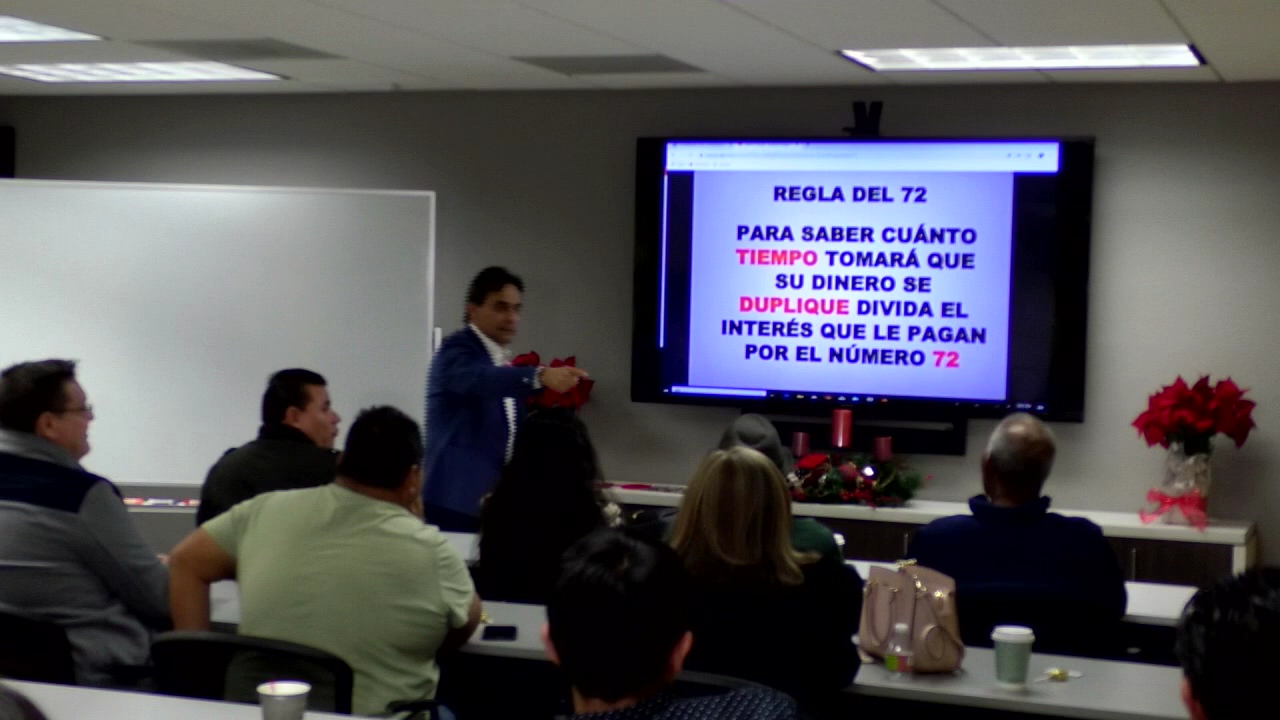 REGLA DEL 72
PARA SABER CUÁNTO
TIEMPO TOMARÁ QUE
SU DINERO SE
DUPLIQUE DIVIDA EL
INTERÉS QUE LE PAGAN
POR EL NÚMERO 72